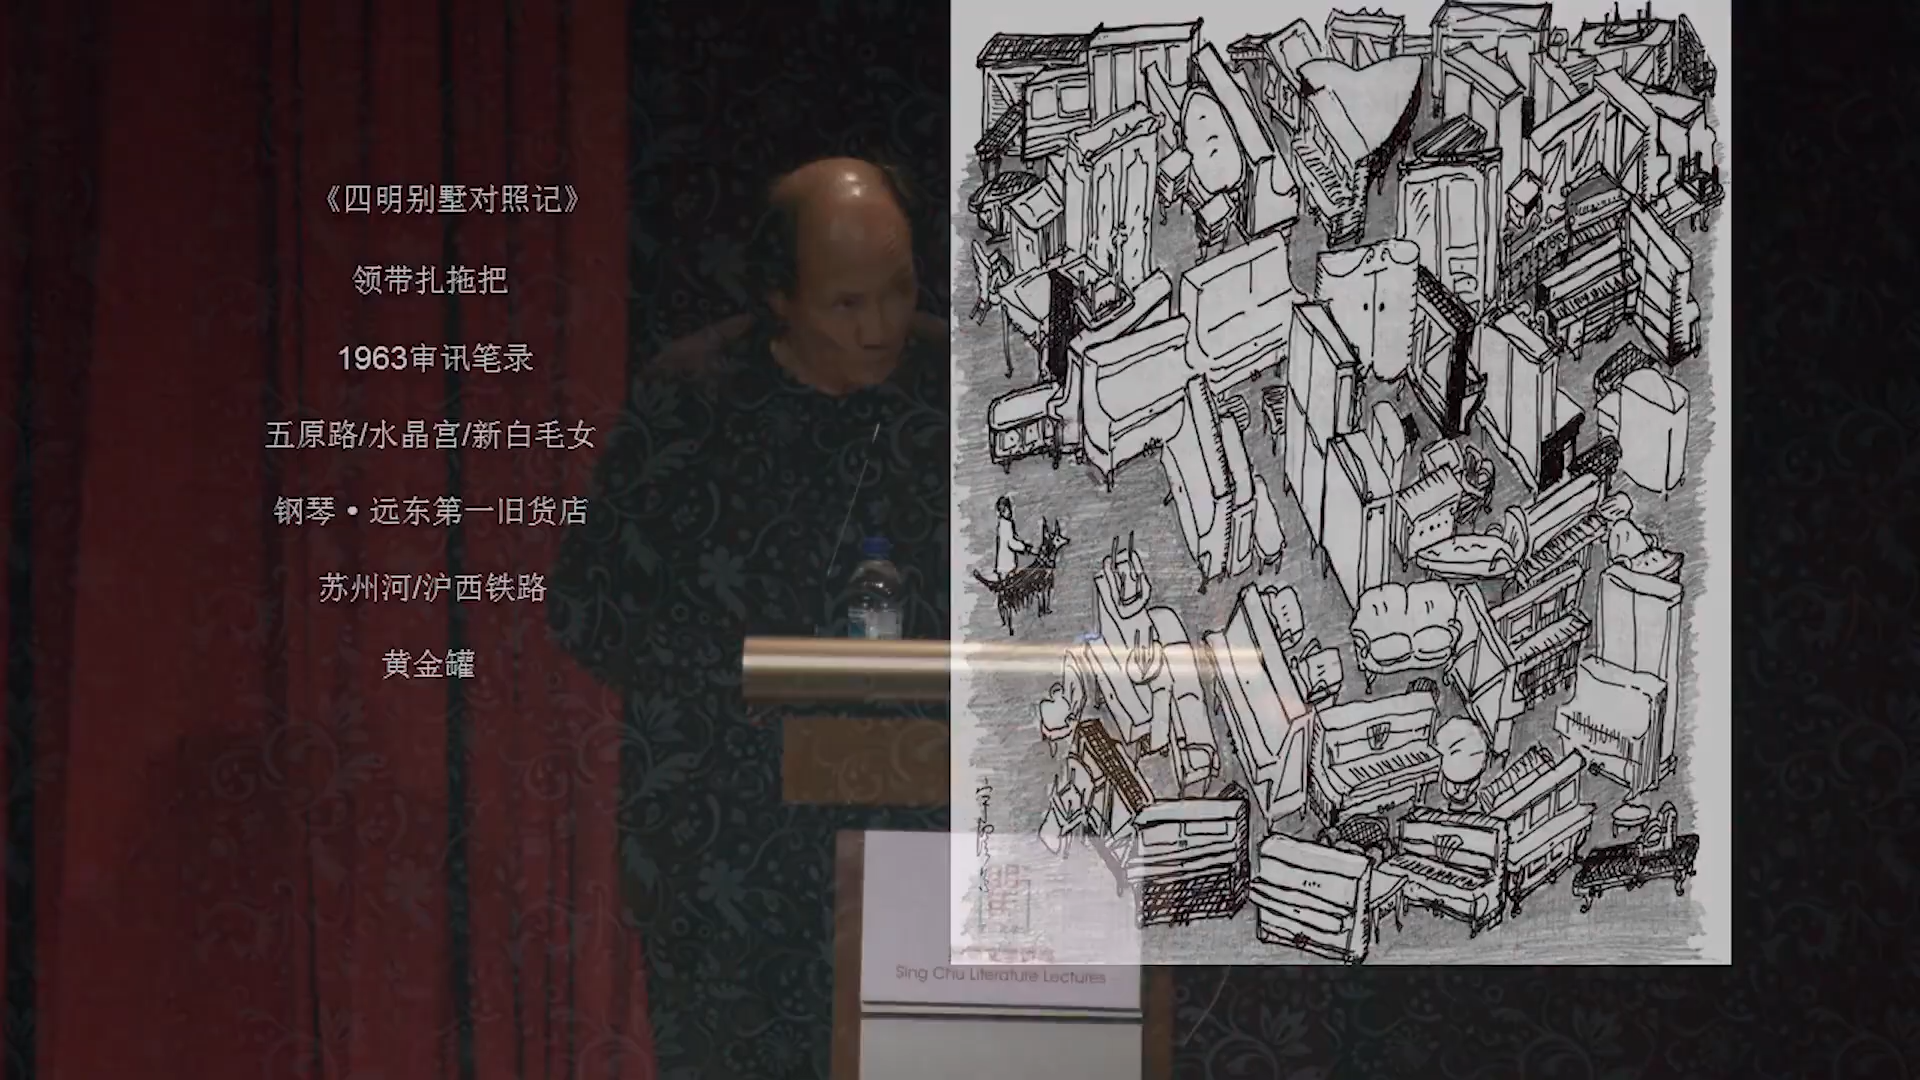 《四明别墅对照记》
领带扎拖把
1963审讯笔录
五原路/水晶宫/新白毛女
钢琴•远东第一旧货店
苏州河/沪西铁路
黄金罐
Sing Chu Literature Lectures